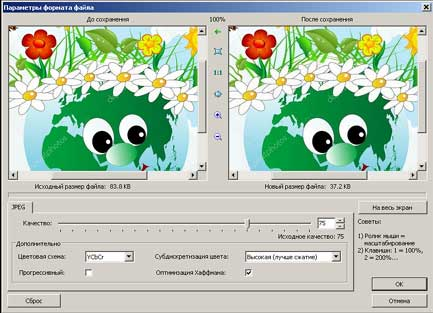 Параметры формата файла
До сохранения
100%
После сохранения
1:1
Исходный размер файла: 83.8 KB
Новый размер файла: 37.2 KB
JPEG
На весь экран
Качество:
75
Исходное качество: 75
Советы:
1) Ролик мыши =
масштабирование
2) Клавиши: 1 = 100%,
2 = 200%...
Дополнительно
Цветовая схема:
YCbCr
Субдискретизация цвета:
Высокая (лучше сжатие)
Прогрессивный:
Оптимизация Хаффмана:
OK
Сброс
Отмена